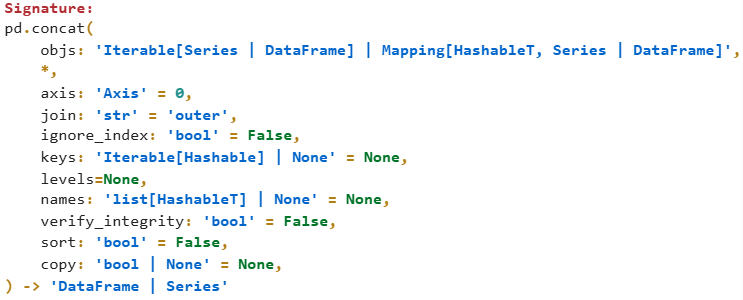 Signature:
pd.concat(
    objs: 'Iterable[Series | DataFrame] | Mapping[HashableT, Series | DataFrame]',
    *,
    axis: 'Axis' = 0,
    join: 'str' = 'outer',
    ignore_index: 'bool' = False,
    keys: 'Iterable[Hashable] | None' = None,
    levels=None,
    names: 'list[HashableT] | None' = None,
    verify_integrity: 'bool' = False,
    sort: 'bool' = False,
    copy: 'bool | None' = None,
) -> 'DataFrame | Series'